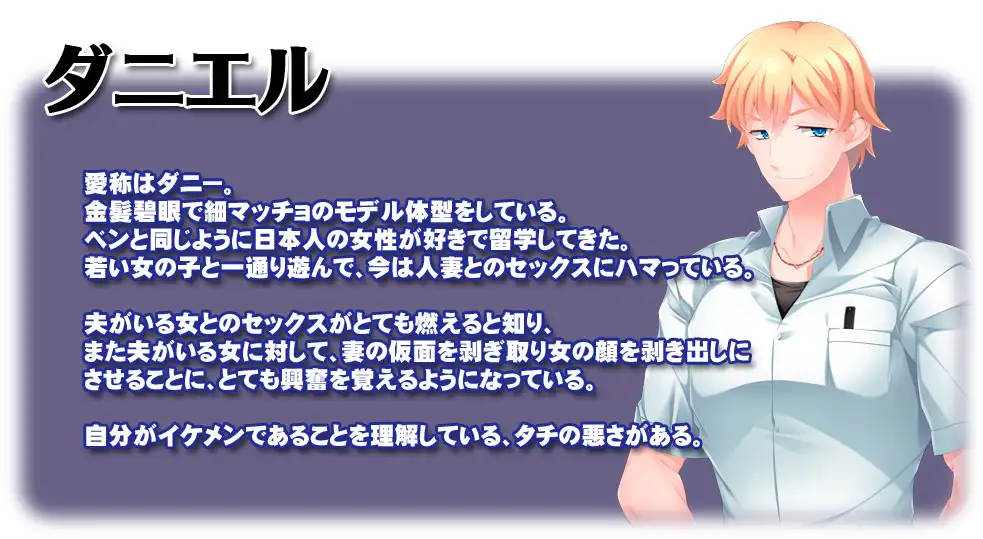 ダニエル
愛称はダニー。
金髪碧眼で細マッチョのモデル体型をしている。
ベンと同じように日本人の女性が好きで留学してきた。
若い女の子と一通り遊んで、今は人妻とのセックスにハマっている。
夫がいる女とのセックスがとても燃えると知り、
また夫がいる女に対して、妻の仮面を剥ぎ取り女の顔を剥き出しに
させることに、とても興奮を覚えるようになっている。
自分がイケメンであることを理解している、タチの悪さがある。